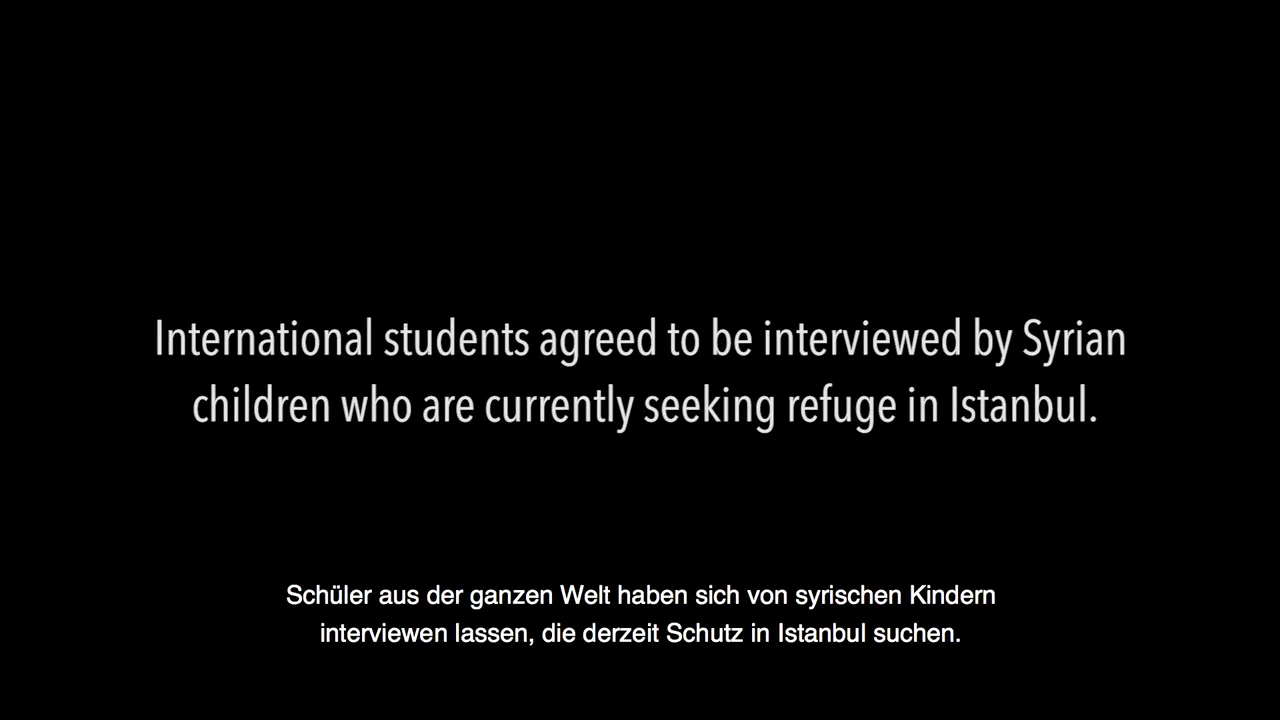 International students agreed to be interviewed by Syrian
children who are currently seeking refuge in Istanbul.
Schüler aus der ganzen Welt haben sich von syrischen Kindern
interviewen lassen, die derzeit Schutz in Istanbul suchen.